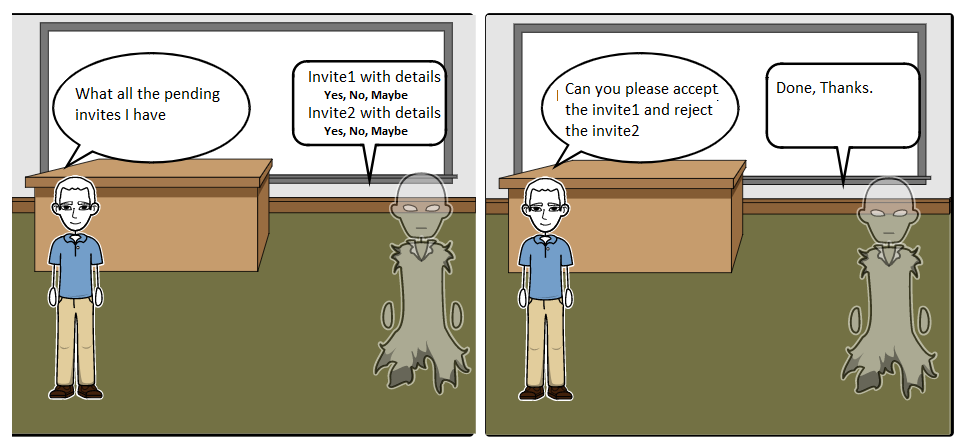 What all the pending
invites I have
Invite1 with details
Yes, No, Maybe
Invite2 with details
Yes, No, Maybe
Can you please accept
the invite1 and reject
the invite2
Done, Thanks.